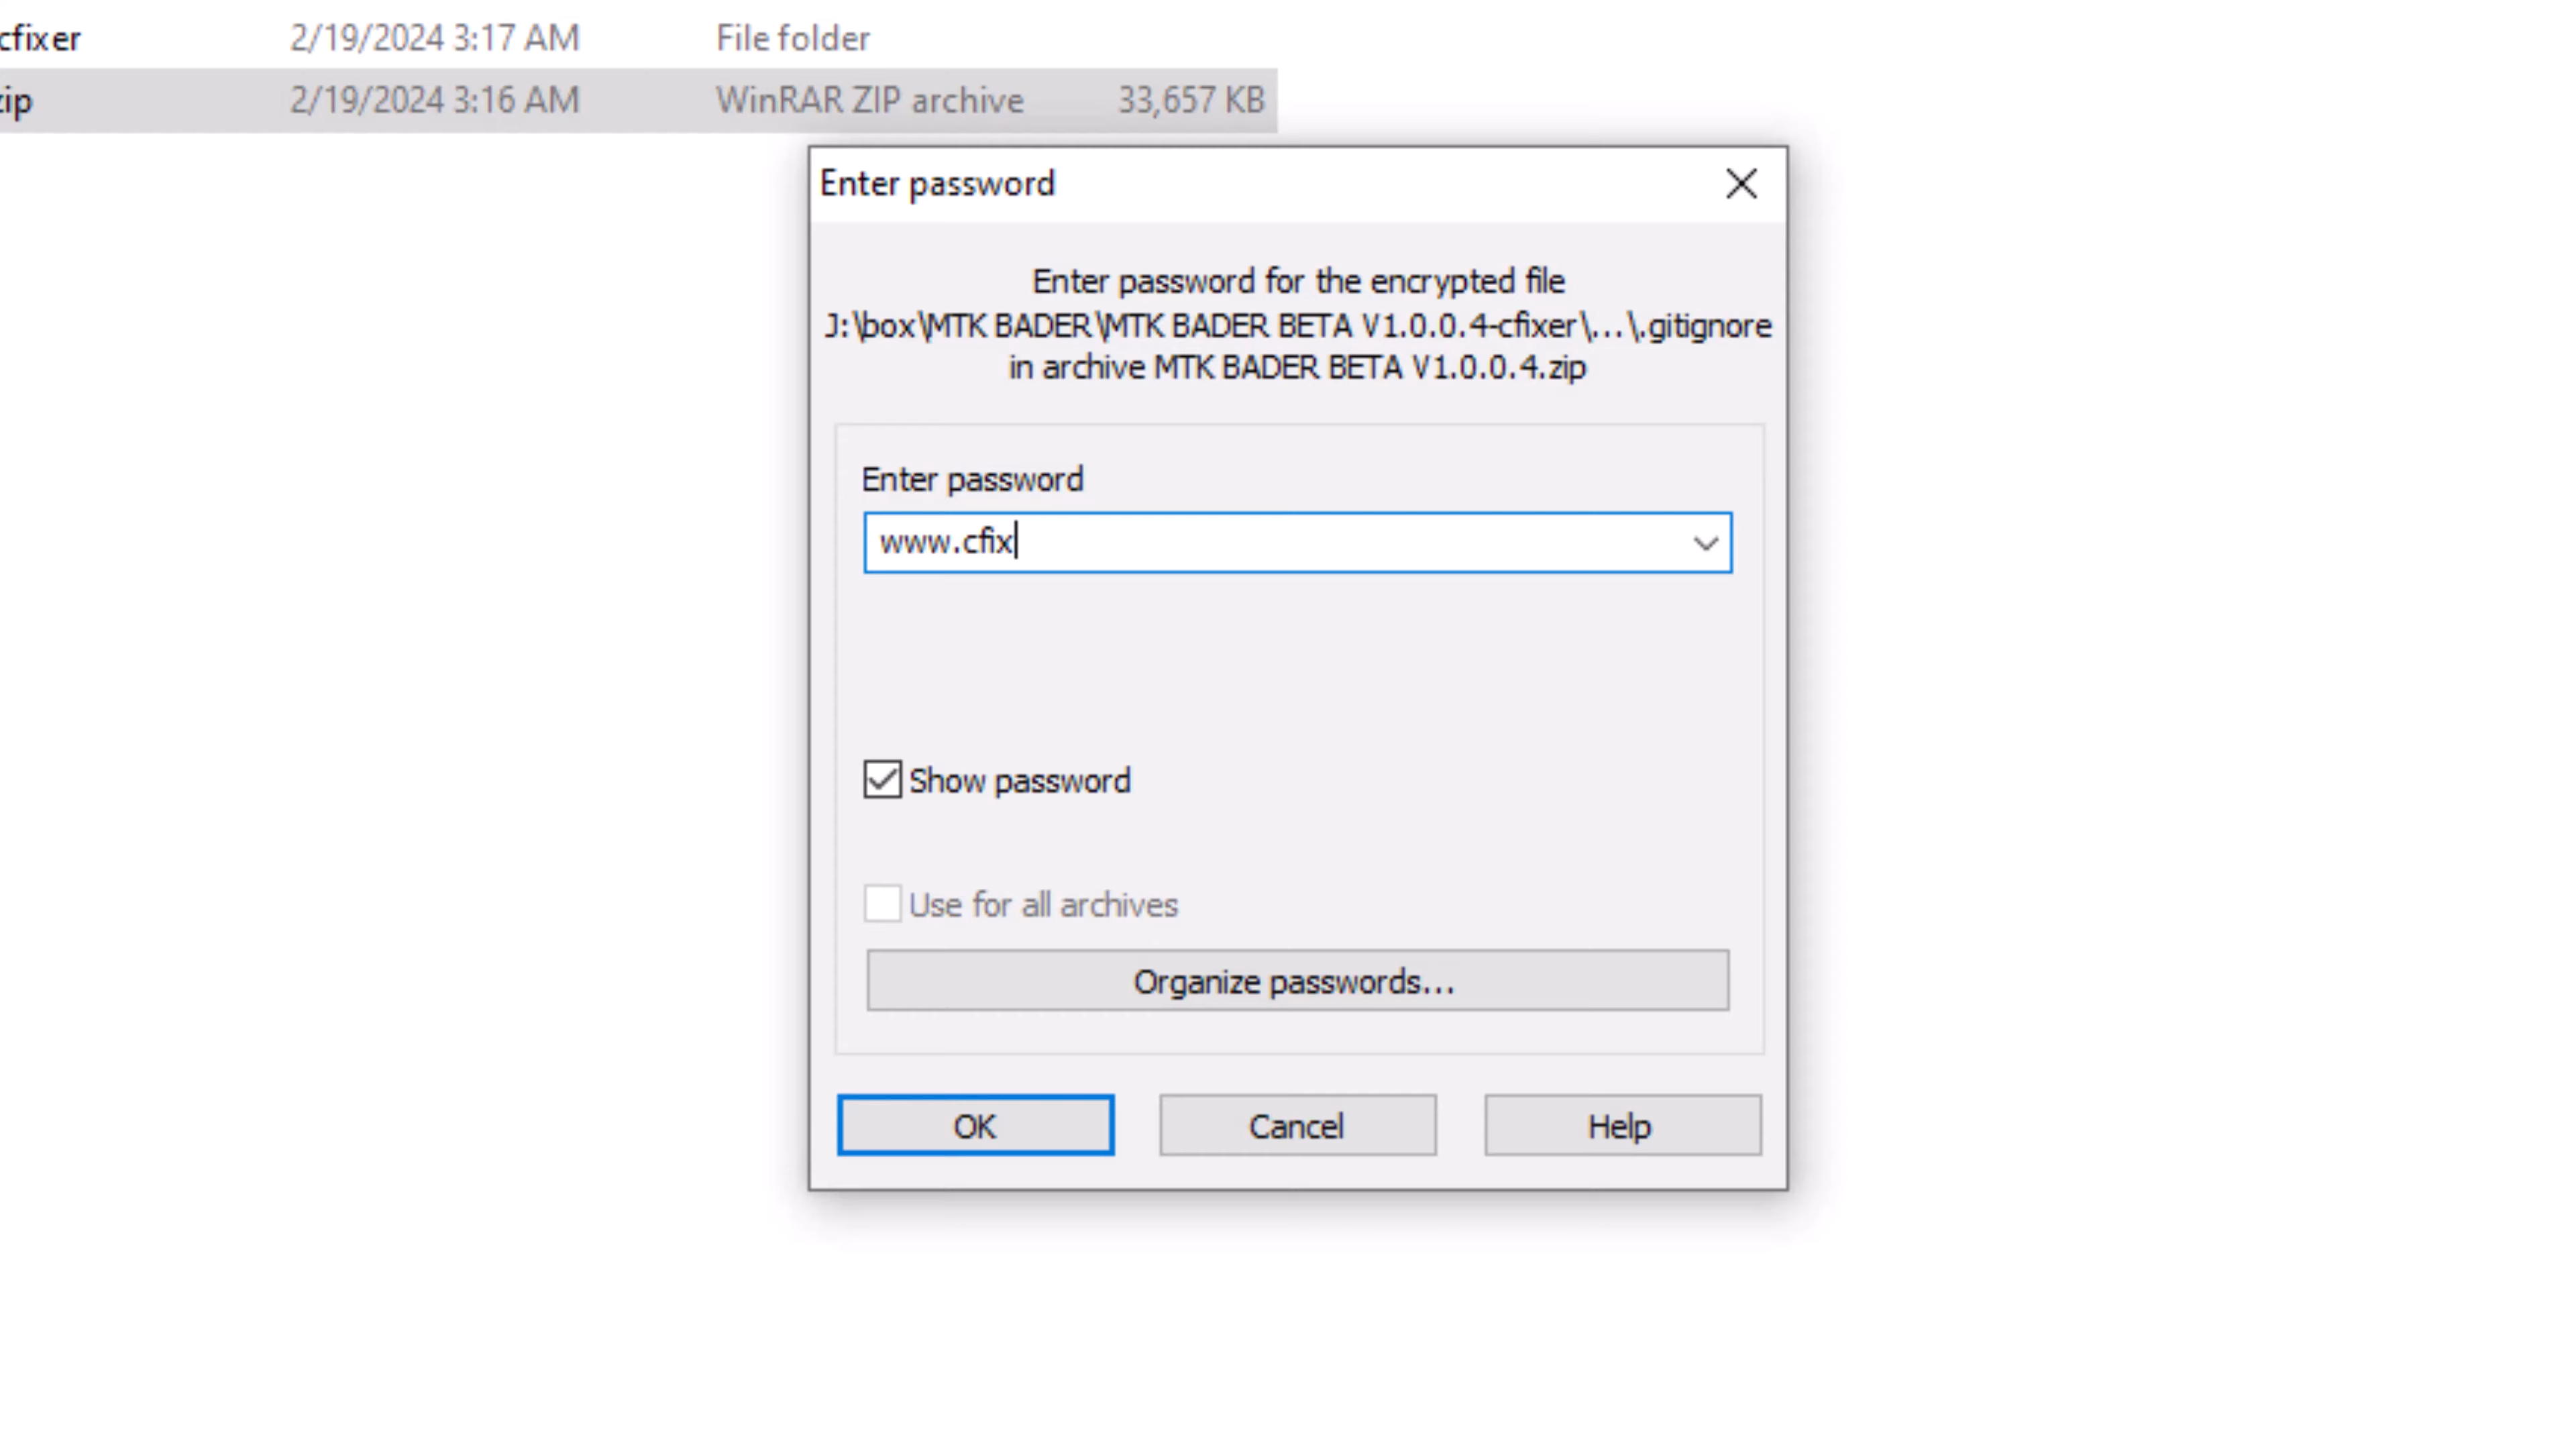 cfixer 2/19/2024 3:17 AM File folder
zip 2/19/2024 3:16 AM WinRAR ZIP archive 33,657 KB
Enter password
Enter password for the encrypted file
J:\box\MTK BADER\MTK BADER BETA V1.0.0.4-cfixer\...\.gitignore
in archive MTK BADER BETA V1.0.0.4.zip
Enter password
www.cfix
Show password
Use for all archives
Organize passwords...
OK Cancel Help